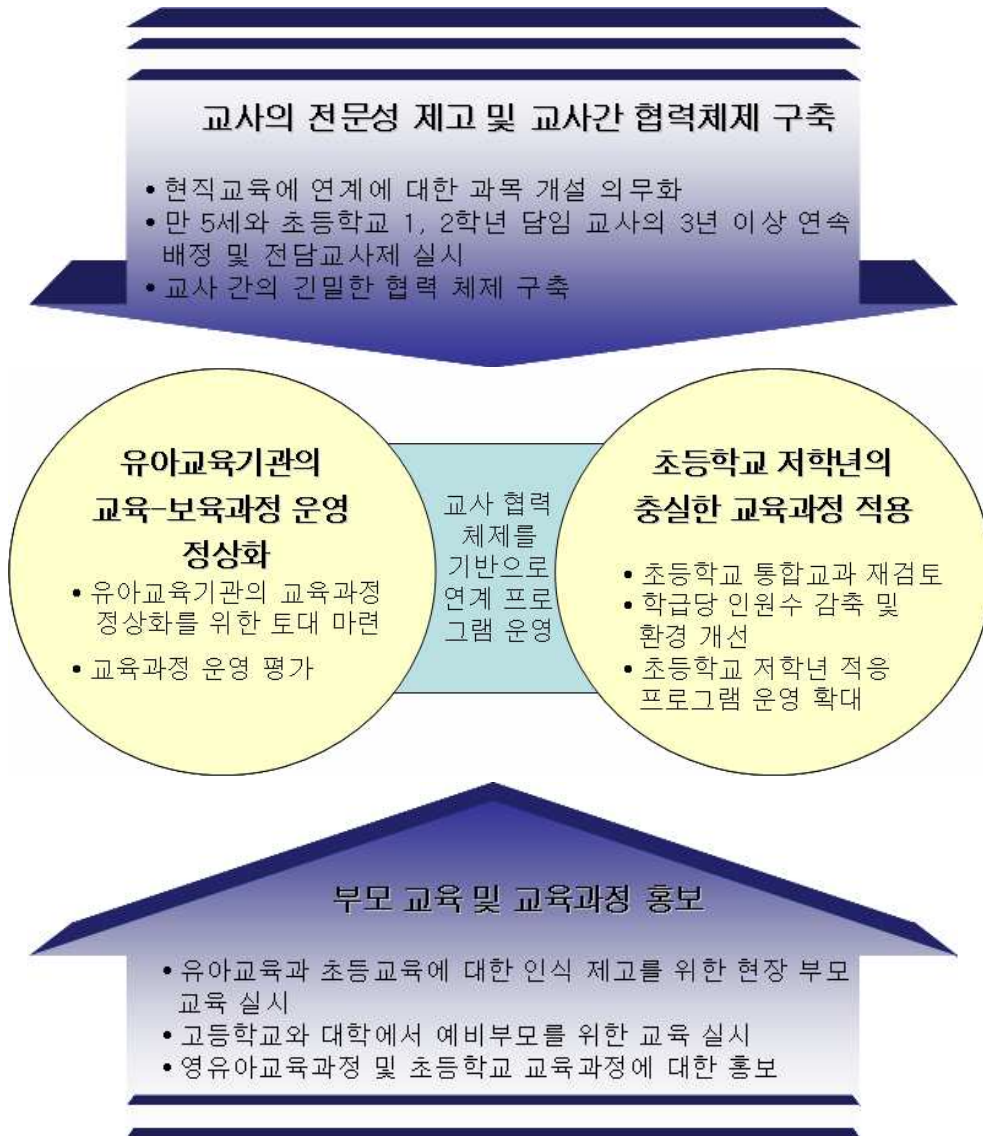 교사의 전문성 제고 및 교사간 협력체제 구축
• 현직교육에 연계에 대한 과목 개설 의무화
• 만 5세와 초등학교 1, 2학년 담임 교사의 3년 이상 연속
배정 및 전담교사제 실시
• 교사 간의 긴밀한 협력 체제 구축
유아교육기관의
교육-보육과정 운영
정상화
• 유아교육기관의 교육과정
정상화를 위한 토대 마련
• 교육과정 운영 평가
교사 협력
체제를
기반으로
연계 프로
그램 운영
초등학교 저학년의
충실한 교육과정 적용
• 초등학교 통합교과 재검토
• 학급당 인원수 감축 및
환경 개선
• 초등학교 저학년 적응
프로그램 운영 확대
부모 교육 및 교육과정 홍보
• 유아교육과 초등교육에 대한 인식 제고를 위한 현장 부모
교육 실시
• 고등학교와 대학에서 예비부모를 위한 교육 실시
• 영유아교육과정 및 초등학교 교육과정에 대한 홍보